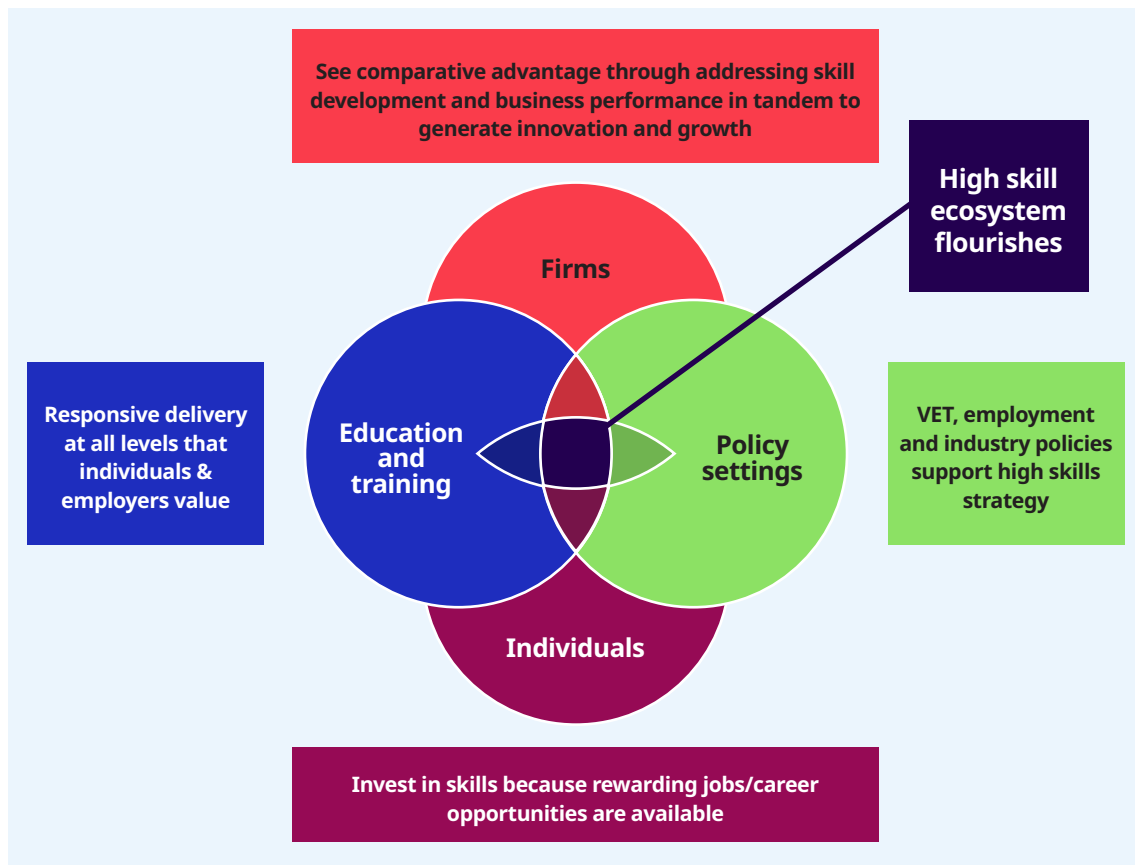 See comparative advantage through addressing skill
development and business performance in tandem to
generate innovation and growth
High skill
ecosystem
flourishes
Firms
Responsive delivery
at all levels that
individuals &
employers value
Education
and
training
Policy
settings
VET, employment
and industry policies
support high skills
strategy
Individuals
Invest in skills because rewarding jobs/career
opportunities are available